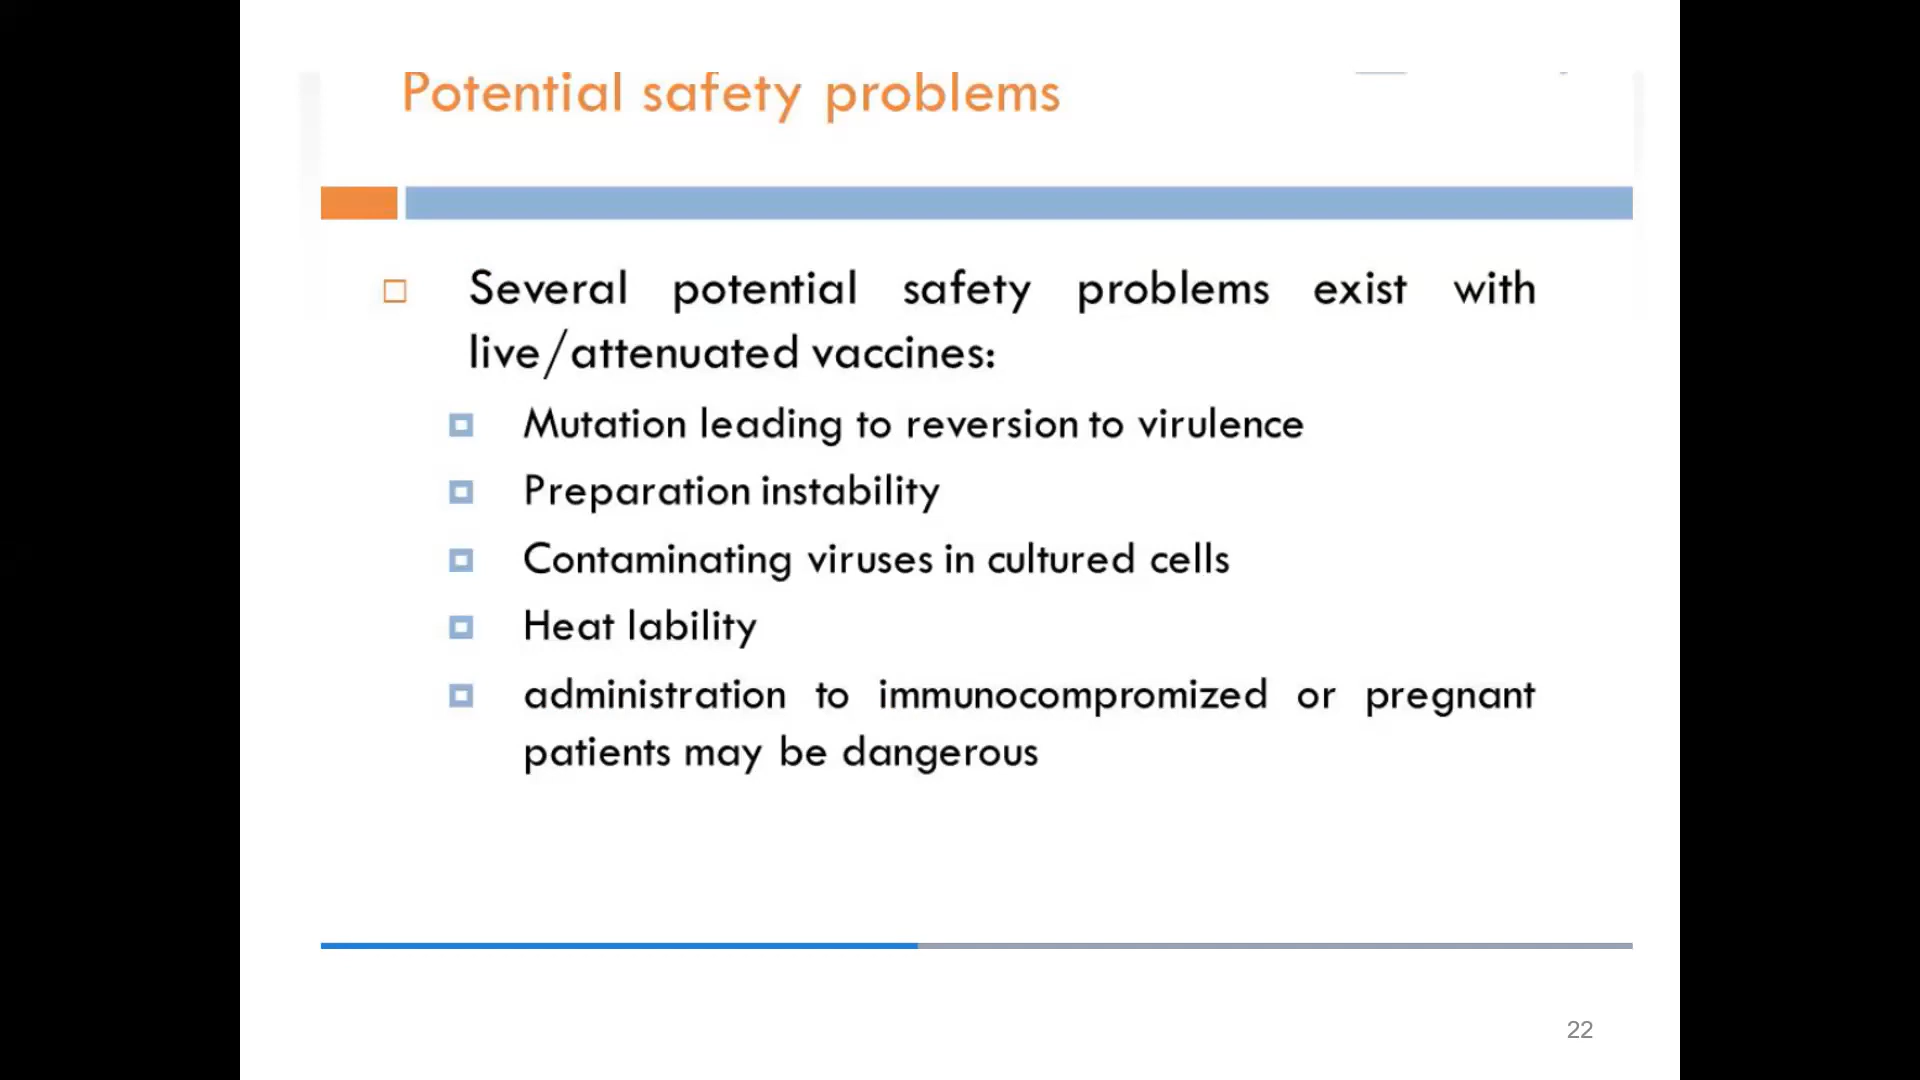 Potential safety problems
Several potential safety problems exist with
live/attenuated vaccines:
Mutation leading to reversion to virulence
Preparation instability
Contaminating viruses in cultured cells
Heat lability
administration to immunocompromized or pregnant
patients may be dangerous
22